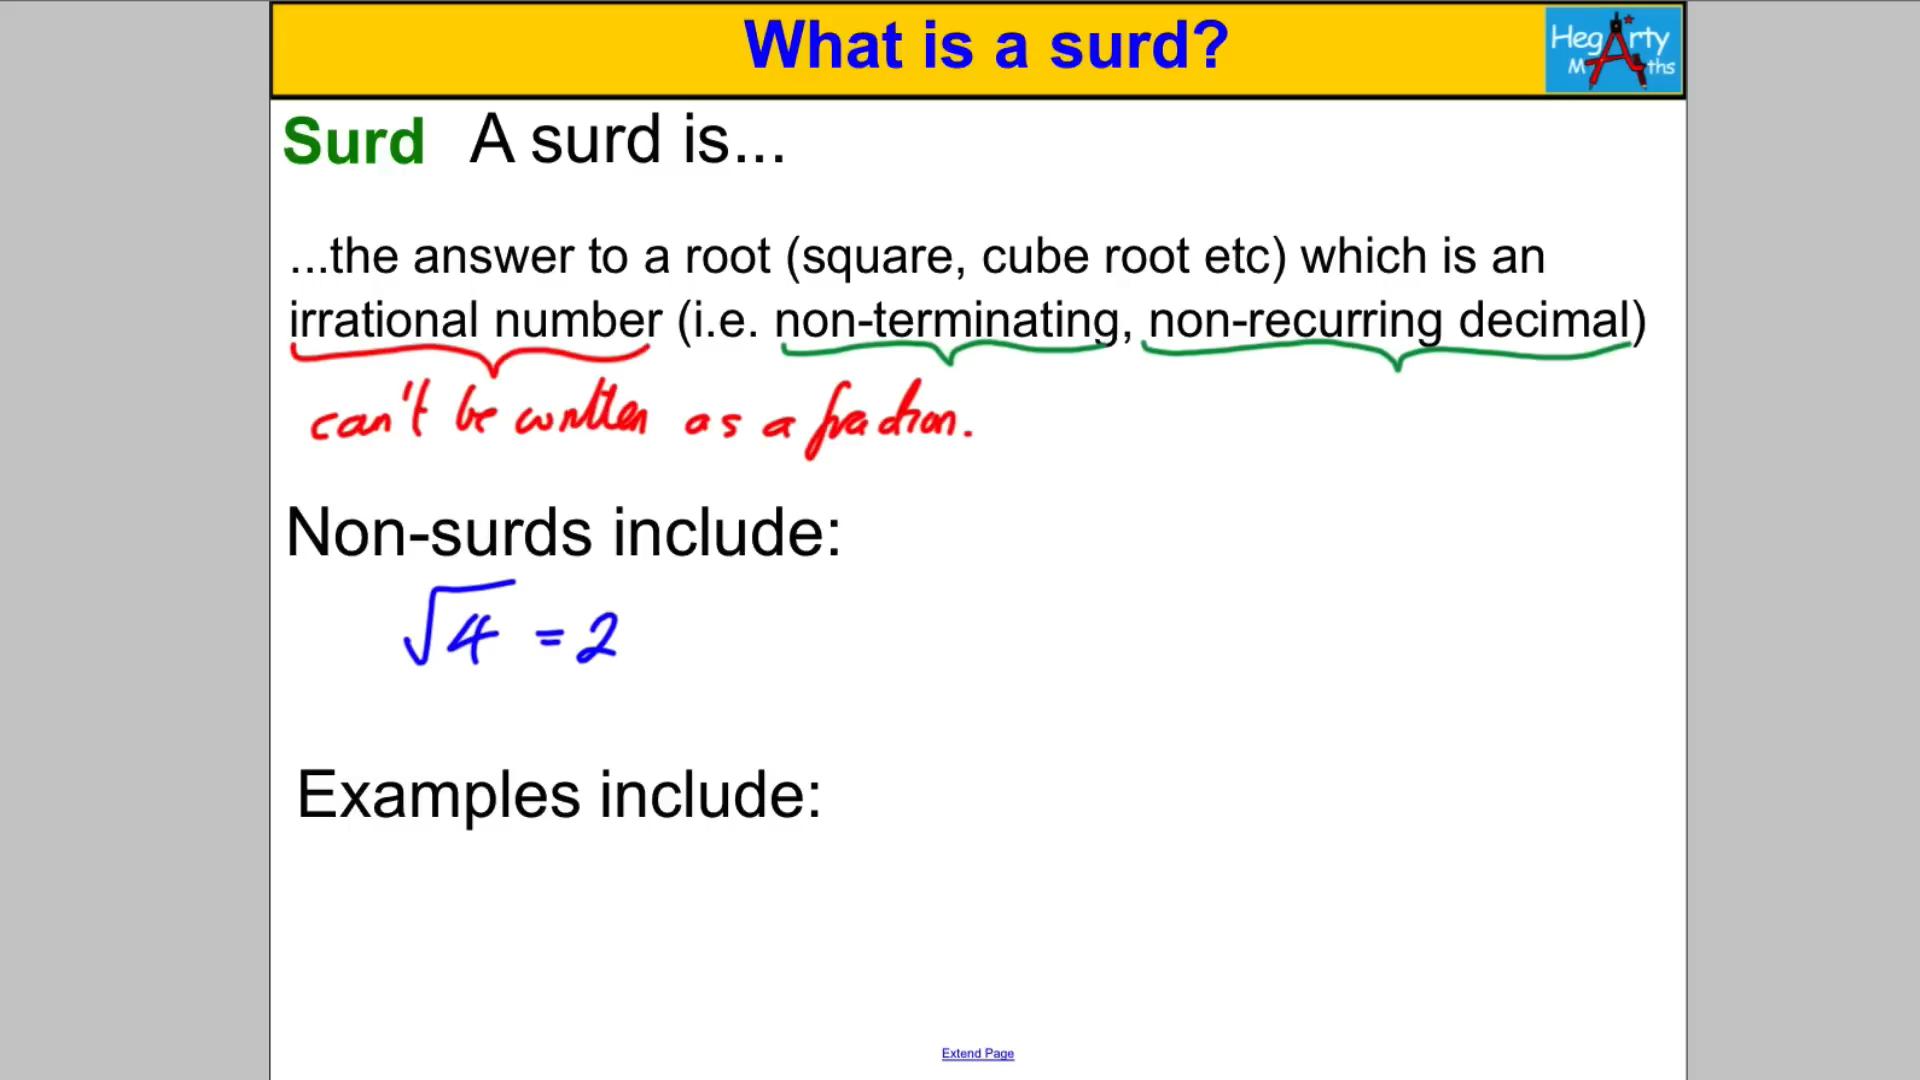 What is a surd?
HegArty
Maths
Surd A surd is...
...the answer to a root (square, cube root etc) which is an
irrational number (i.e. non-terminating, non-recurring decimal)
can't be written as a fraction.
Non-surds include:
√4 = 2
Examples include:
Extend Page